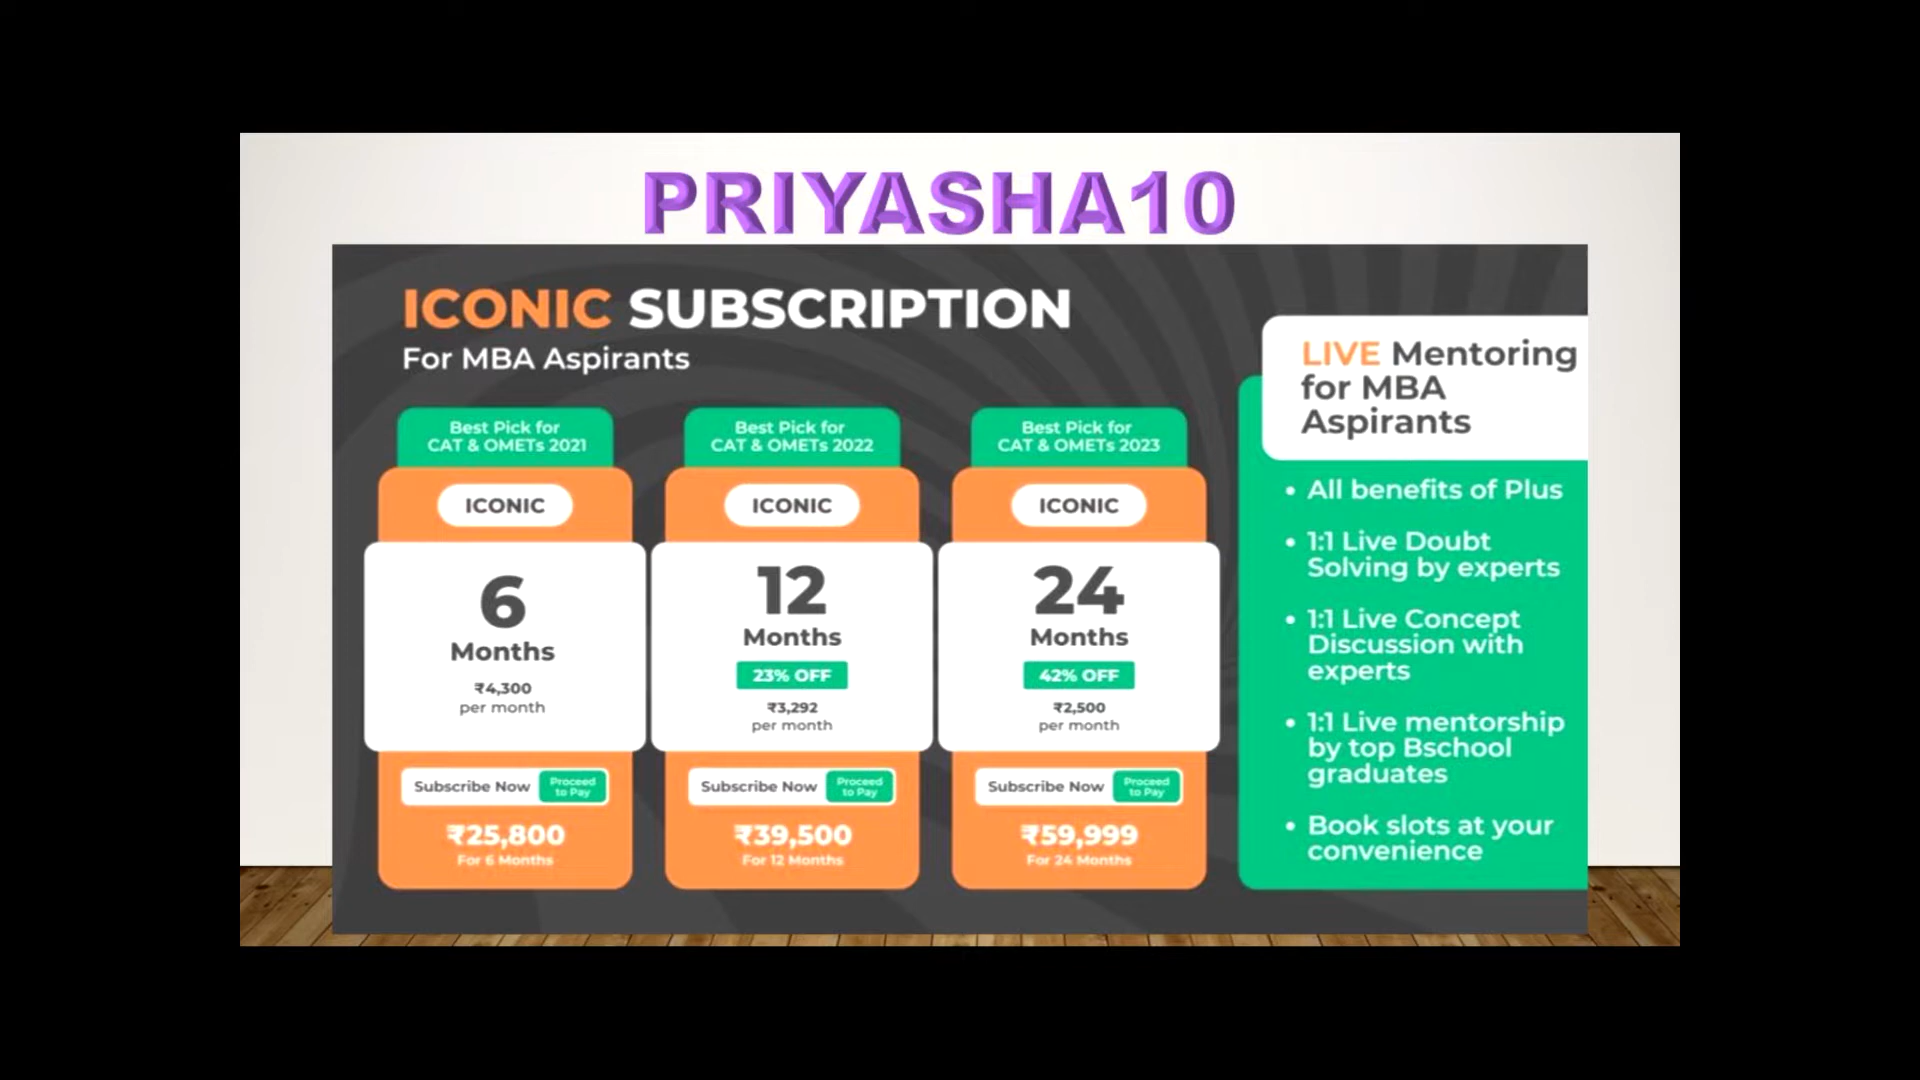 PRIYASHA10
ICONIC SUBSCRIPTION
For MBA Aspirants
Best Pick for
CAT & OMETs 2021
ICONIC
6
Months
₹4,300
per month
Subscribe Now
Proceed
to Pay
₹25,800
For 6 Months
Best Pick for
CAT & OMETs 2022
ICONIC
12
Months
23% OFF
₹3,292
per month
Subscribe Now
Proceed
to Pay
₹39,500
For 12 Months
Best Pick for
CAT & OMETs 2023
ICONIC
24
Months
42% OFF
₹2,500
per month
Subscribe Now
Proceed
to Pay
₹59,999
For 24 Months
LIVE Mentoring
for MBA
Aspirants
• All benefits of Plus
• 1:1 Live Doubt
Solving by experts
• 1:1 Live Concept
Discussion with
experts
• 1:1 Live mentorship
by top Bschool
graduates
• Book slots at your
convenience